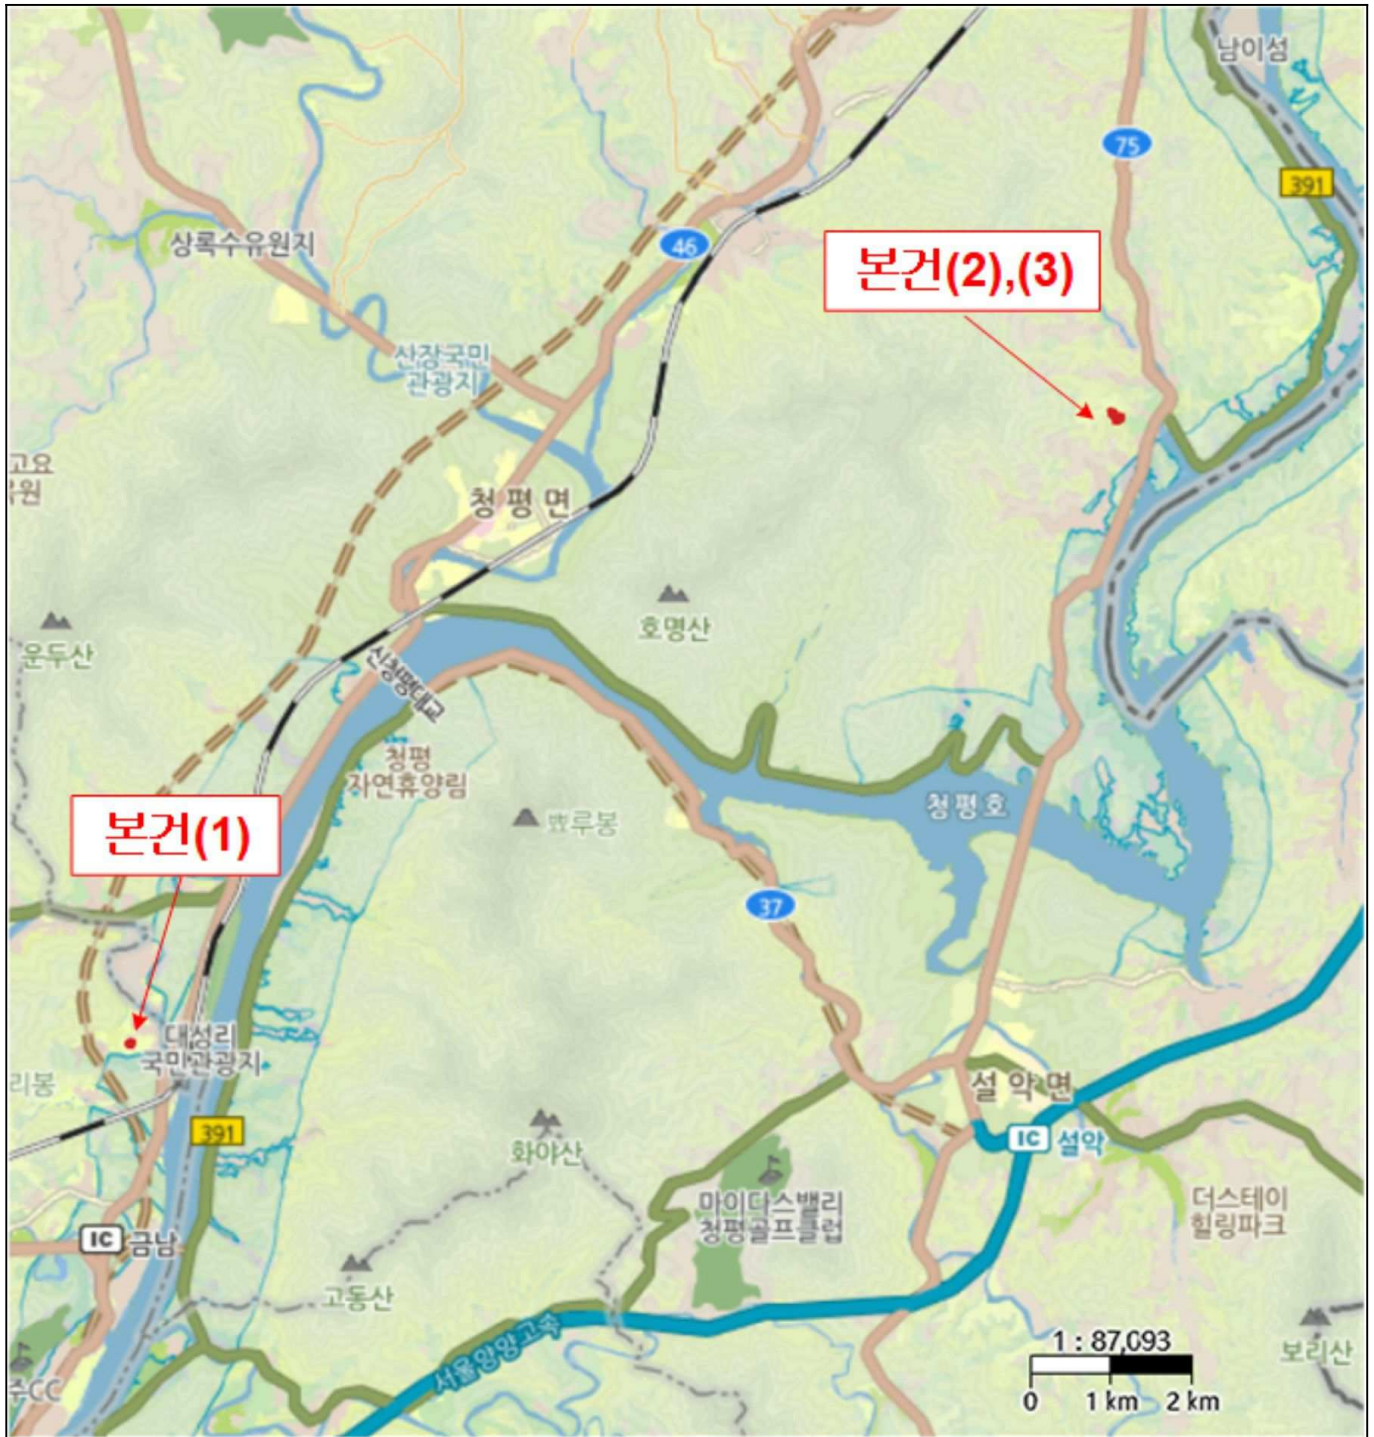 남이섬
75
391
상록수유원지
46
본건(2),(3)
산장국민
관광지
고요
원
청평면
호명산
운두산
신청평대교
청평
자연휴양림
루봉
청평호
본건(1)
37
대성리
국민관광지
리봉
설악면
391
IC 설악
화야산
마이다스밸리
청평골프클럽
더스테이
힐링파크
IC 금남
고동산
서울양양고속
1 : 87,093
보리산
주CC
0 1 km 2 km